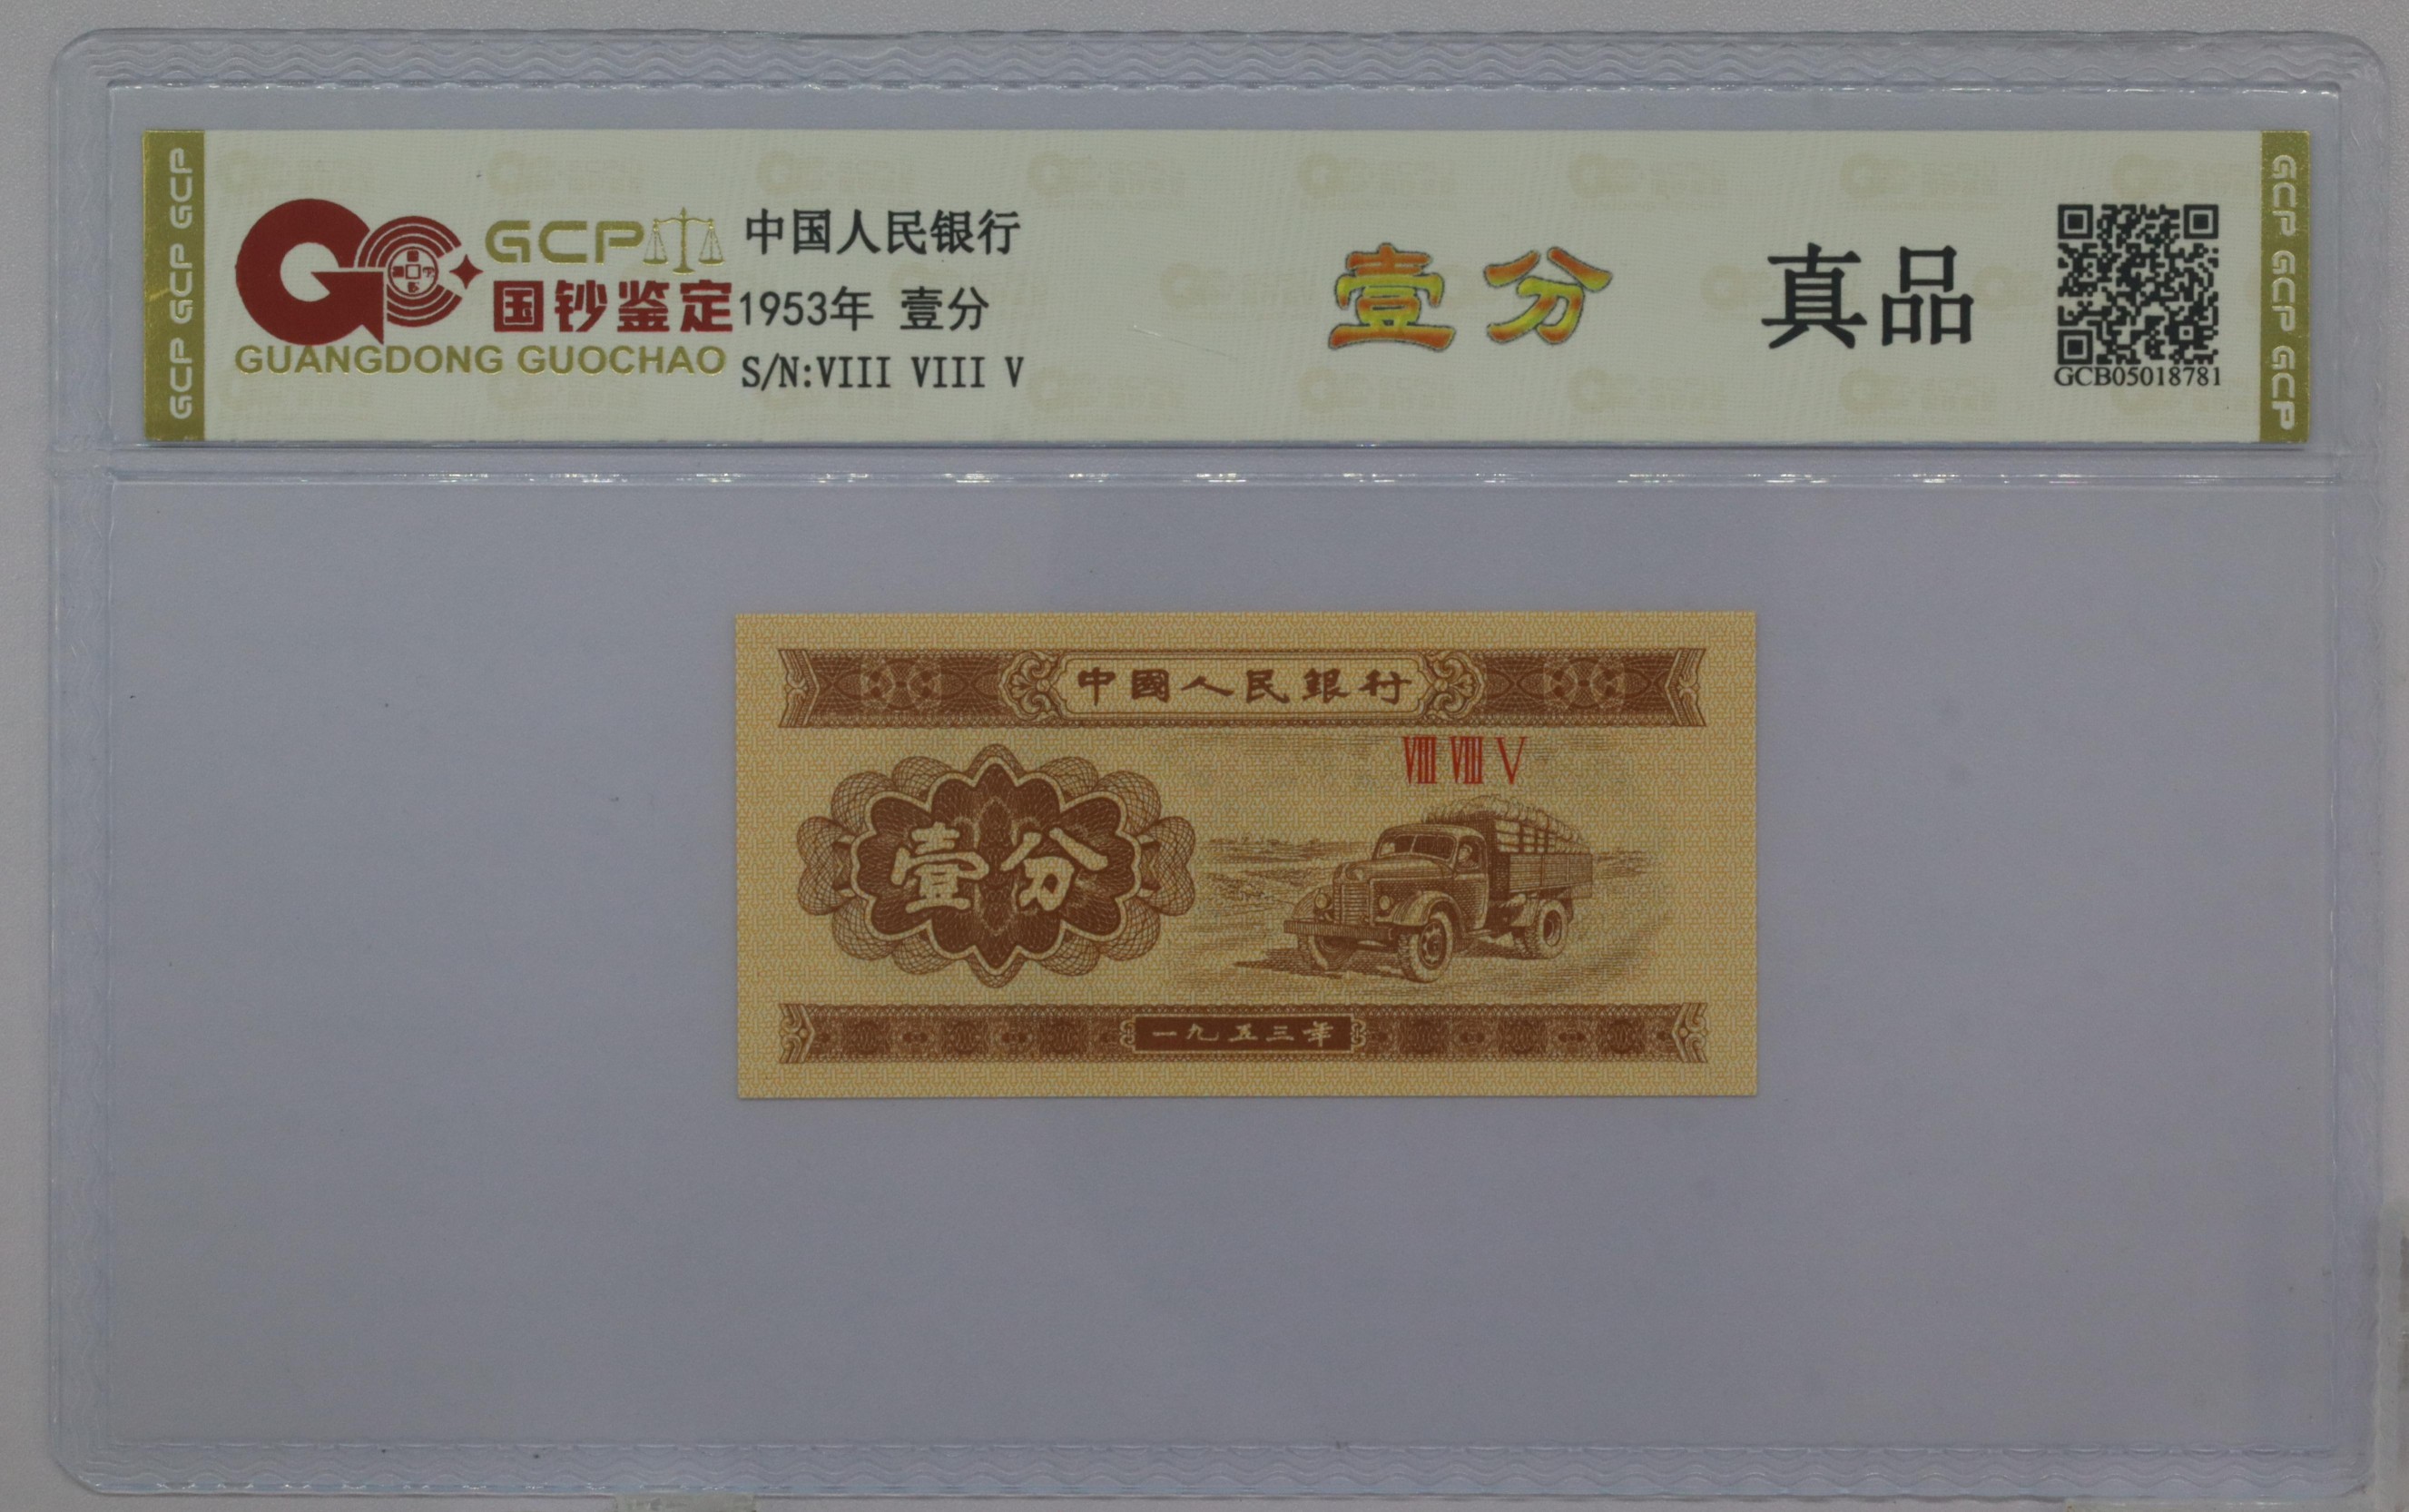 GCP GCP GCP
GCP
国钞鉴定
GUANGDONG GUOCHAO
中国人民银行
1953年 壹分
S/N:VIII VIII V
壹分
真品
GCB05018781
GCP GCP GCP
中國人民銀行
VIII VIII V
壹分
一九五三年